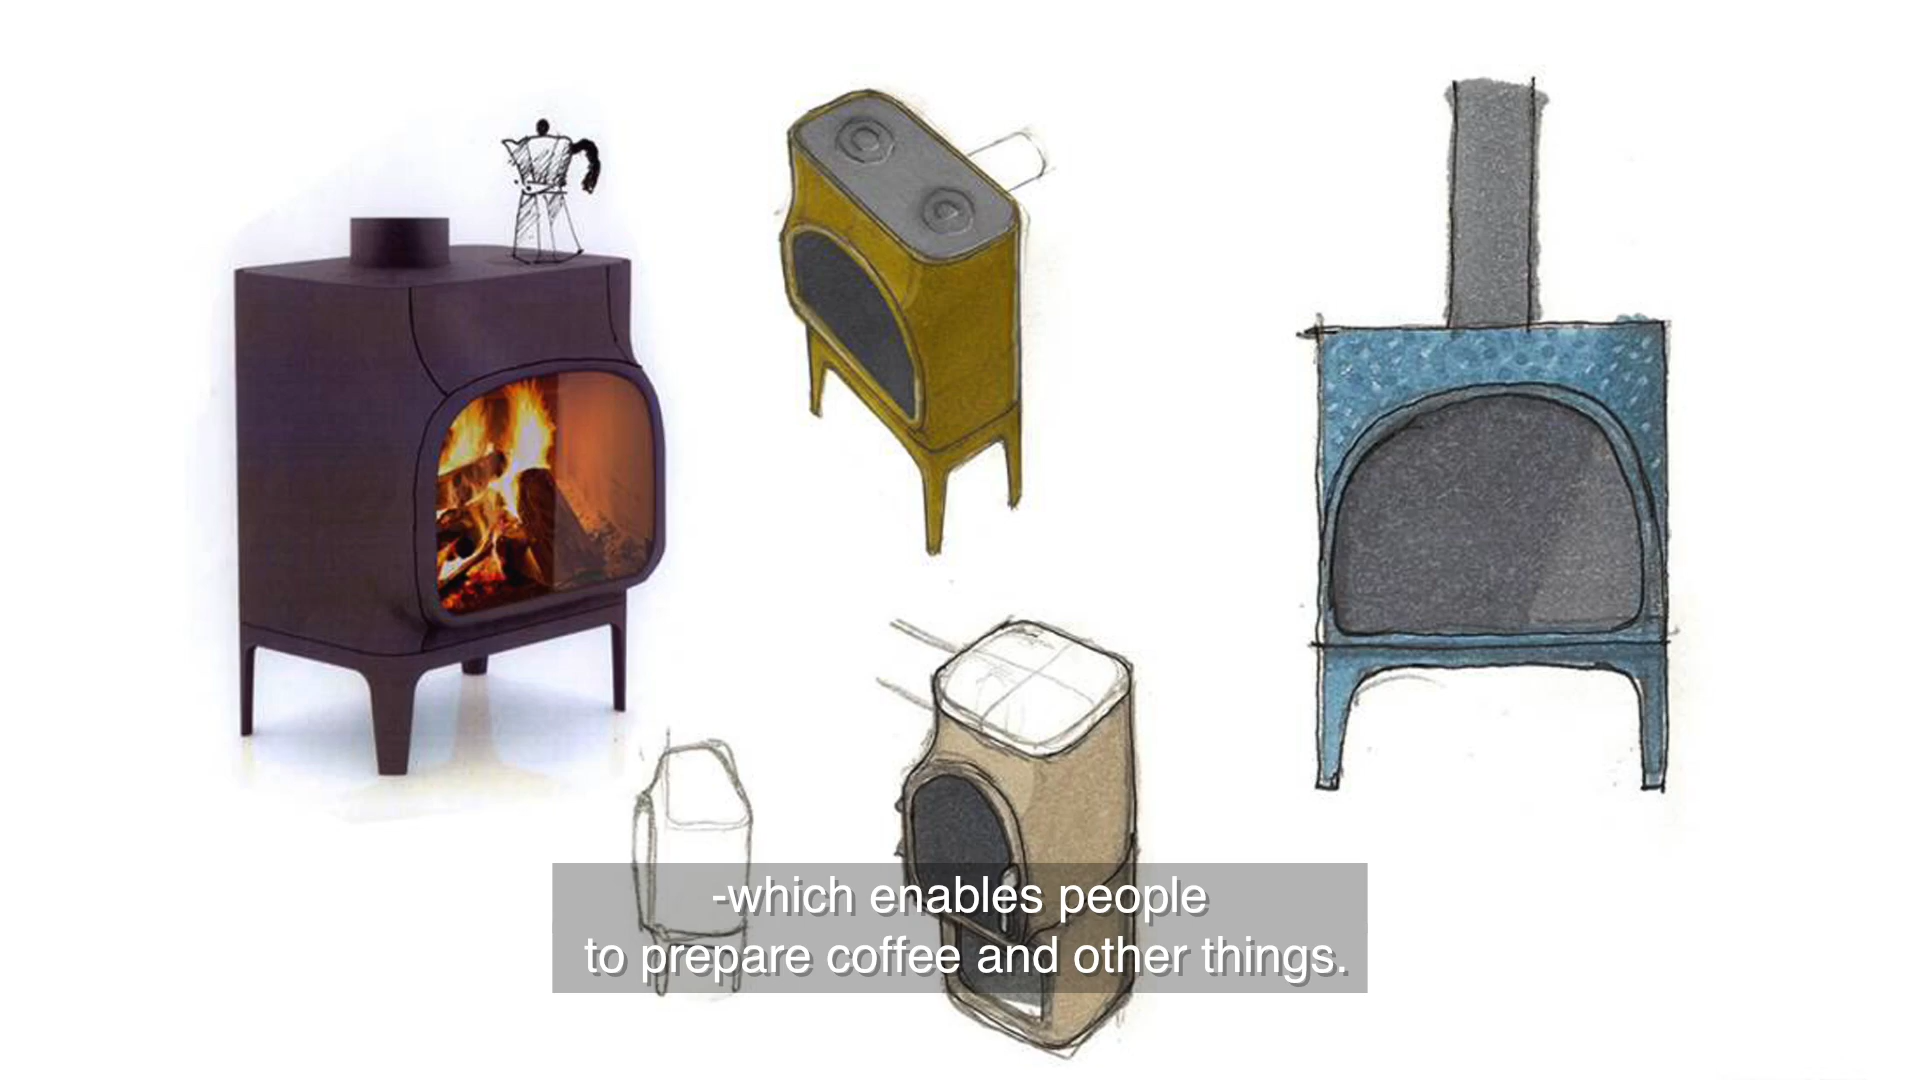 -which enables people
to prepare coffee and other things.